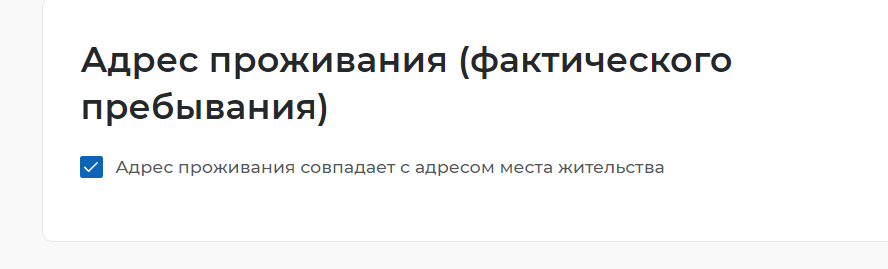 Адрес проживания (фактического
пребывания)
Адрес проживания совпадает с адресом места жительства